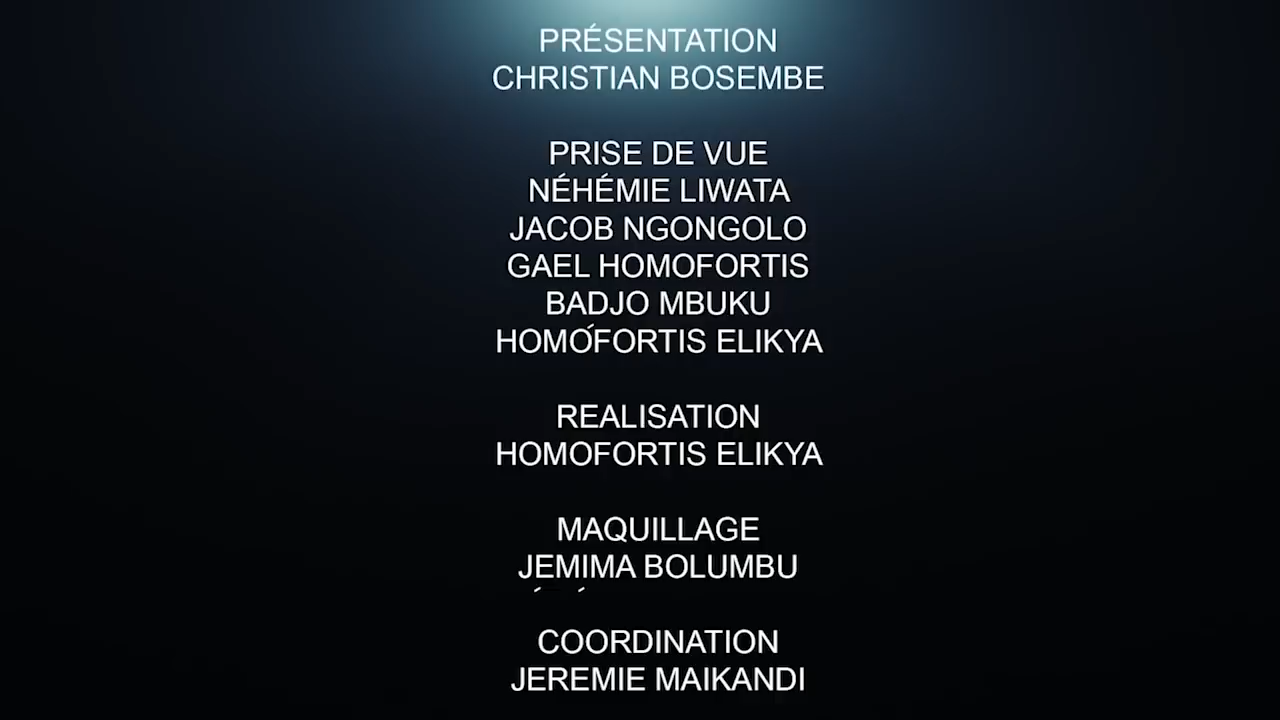 PRÉSENTATION
CHRISTIAN BOSEMBE
PRISE DE VUE
NÉHÉMIE LIWATA
JACOB NGONGOLO
GAEL HOMOFORTIS
BADJO MBUKU
HOMOFORTIS ELIKYA
REALISATION
HOMOFORTIS ELIKYA
MAQUILLAGE
JEMIMA BOLUMBU
COORDINATION
JEREMIE MAIKANDI